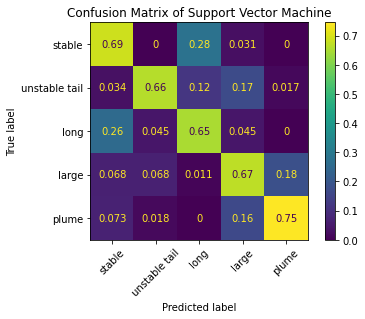 Confusion Matrix of Support Vector Machine
True label
stable 0.69 0 0.28 0.031 0
unstable tail 0.034 0.66 0.12 0.17 0.017
long 0.26 0.045 0.65 0.045 0
large 0.068 0.068 0.011 0.67 0.18
plume 0.073 0.018 0 0.16 0.75
stable unstable tail long large plume
Predicted label
0.7
0.6
0.5
0.4
0.3
0.2
0.1
0.0